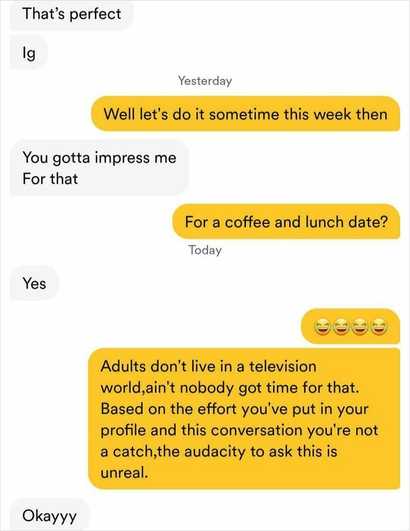 That's perfect
Ig
Yesterday
Well let's do it sometime this week then
You gotta impress me
For that
For a coffee and lunch date?
Today
Yes
😂😂😂😂
Adults don't live in a television
world,ain't nobody got time for that.
Based on the effort you've put in your
profile and this conversation you're not
a catch,the audacity to ask this is
unreal.
Okayyy